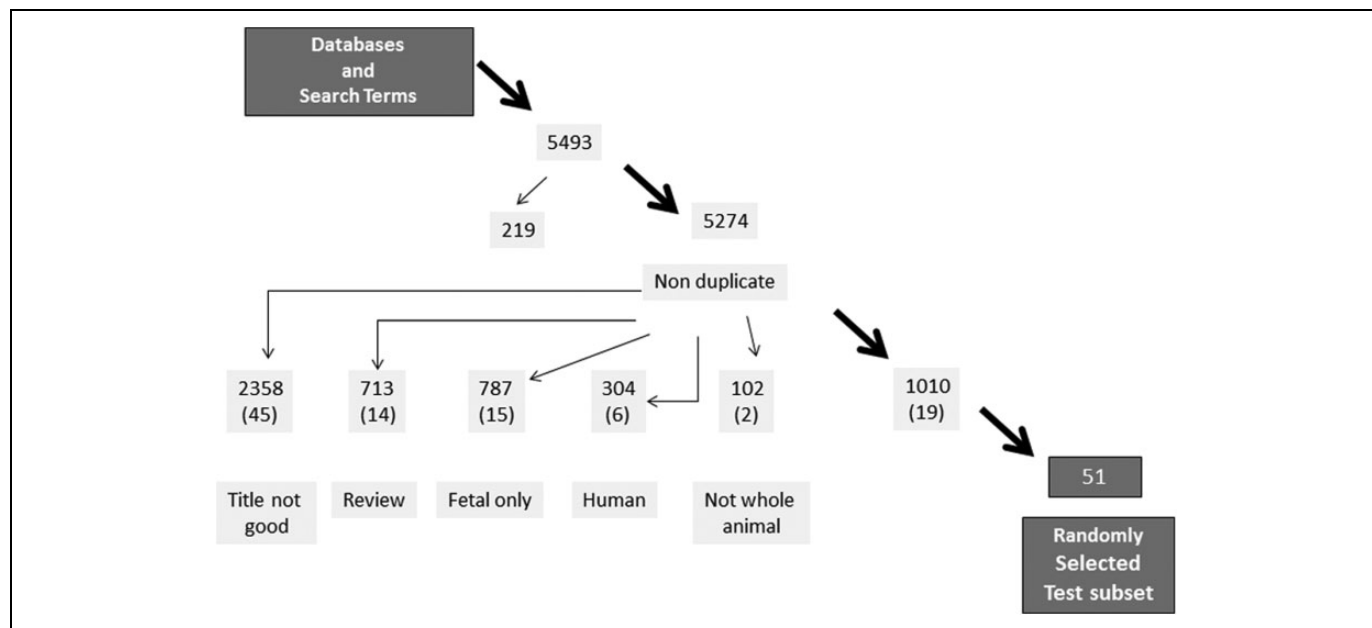 Databases
and
Search Terms
5493
219
5274
Non duplicate
2358
(45)
713
(14)
787
(15)
304
(6)
102
(2)
1010
(19)
51
Title not
good
Review
Fetal only
Human
Not whole
animal
Randomly
Selected
Test subset